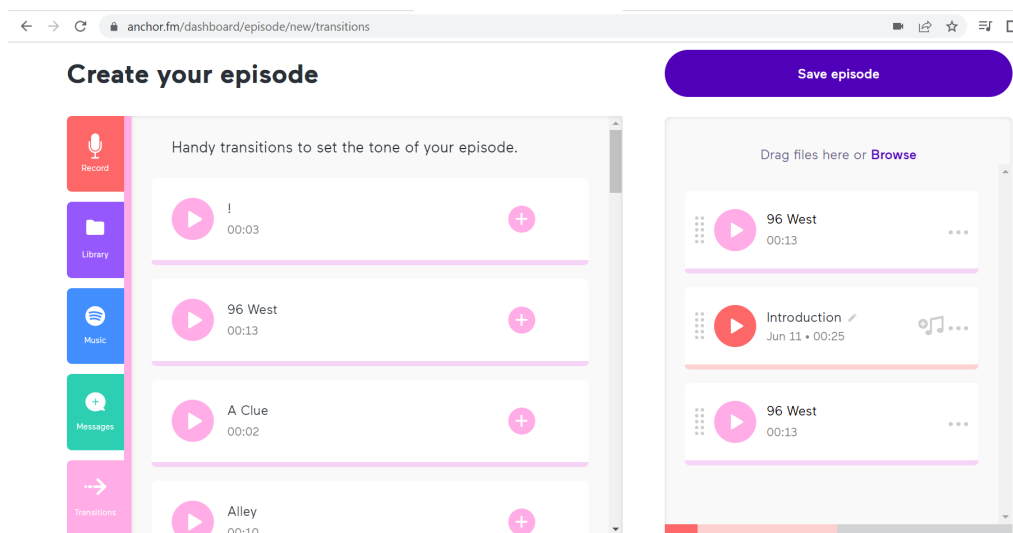 anchor.fm/dashboard/episode/new/transitions
Create your episode
Save episode
Record
Library
Music
Messages
Transitions
Handy transitions to set the tone of your episode.
!
00:03
96 West
00:13
A Clue
00:02
Alley
00:10
Drag files here or Browse
96 West
00:13
Introduction
Jun 11 • 00:25
96 West
00:13